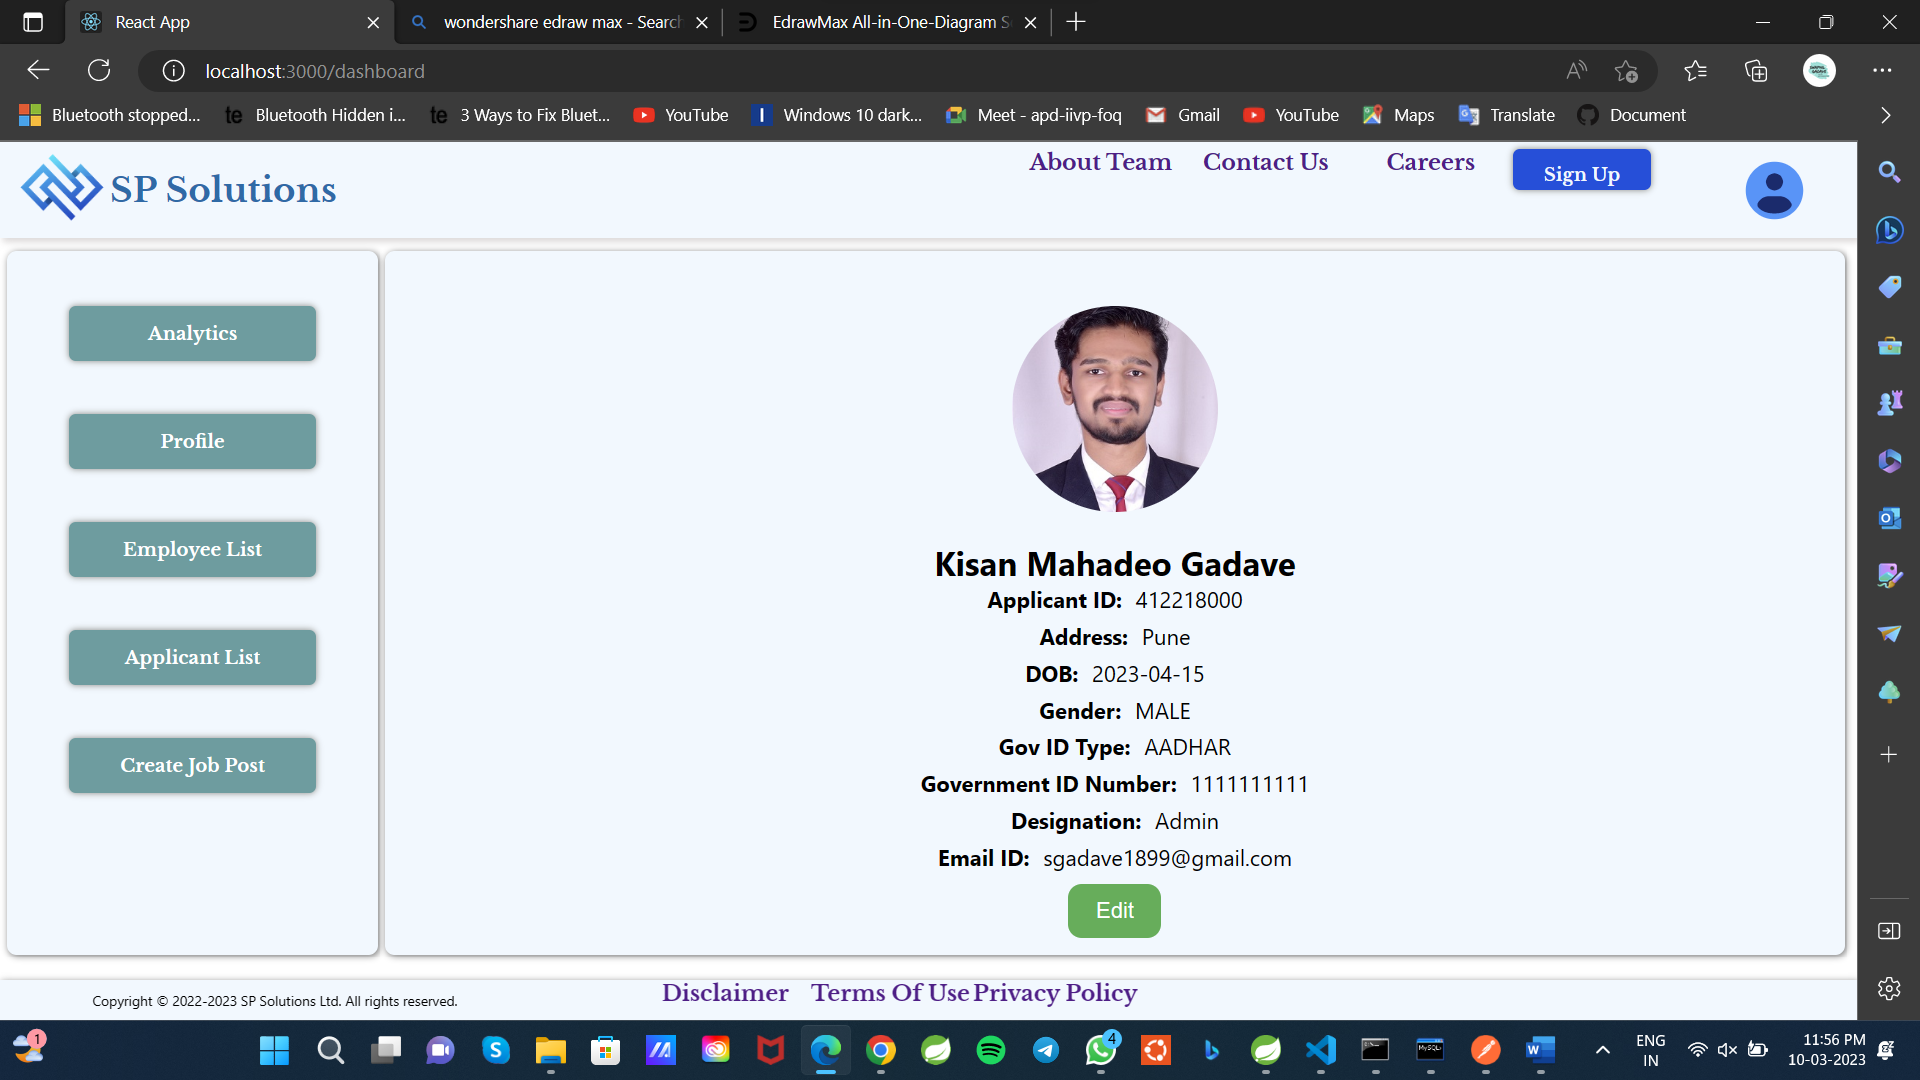 React App
wondershare edraw max - Search
EdrawMax All-in-One-Diagram S
localhost:3000/dashboard
Bluetooth stopped... Bluetooth Hidden i... 3 Ways to Fix Bluet... YouTube Windows 10 dark... Meet - apd-iivp-foq Gmail YouTube Maps Translate Document
SP Solutions
About Team Contact Us Careers Sign Up
Analytics
Profile
Employee List
Applicant List
Create Job Post
Kisan Mahadeo Gadave
Applicant ID: 412218000
Address: Pune
DOB: 2023-04-15
Gender: MALE
Gov ID Type: AADHAR
Government ID Number: 1111111111
Designation: Admin
Email ID: sgadave1899@gmail.com
Edit
Copyright © 2022-2023 SP Solutions Ltd. All rights reserved.
Disclaimer Terms Of Use Privacy Policy
1
4
ENG
IN
11:56 PM
10-03-2023